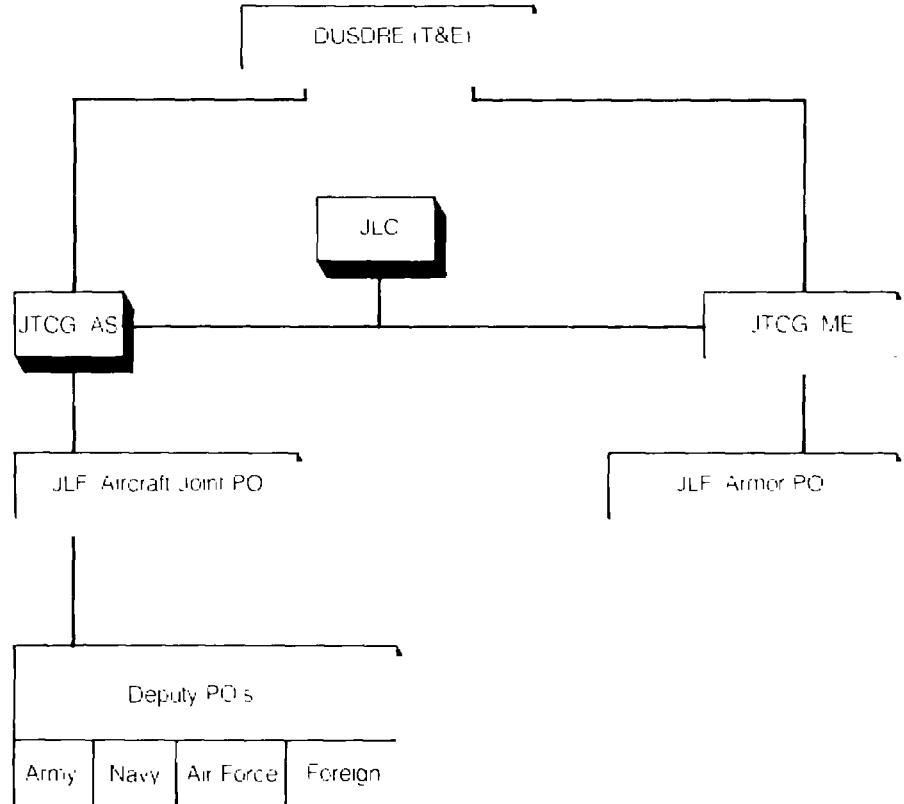 DUSDRE (T&E)
JLC
JTCG AS
JTCG ME
JLF Aircraft Joint PO
JLF Armor PO
Deputy PO s
Army Navy Air Force Foreign